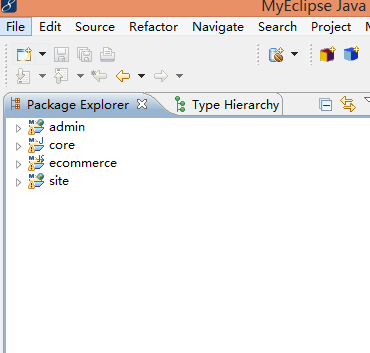 MyEclipse Java
File Edit Source Refactor Navigate Search Project M
Package Explorer Type Hierarchy
admin
core
ecommerce
site